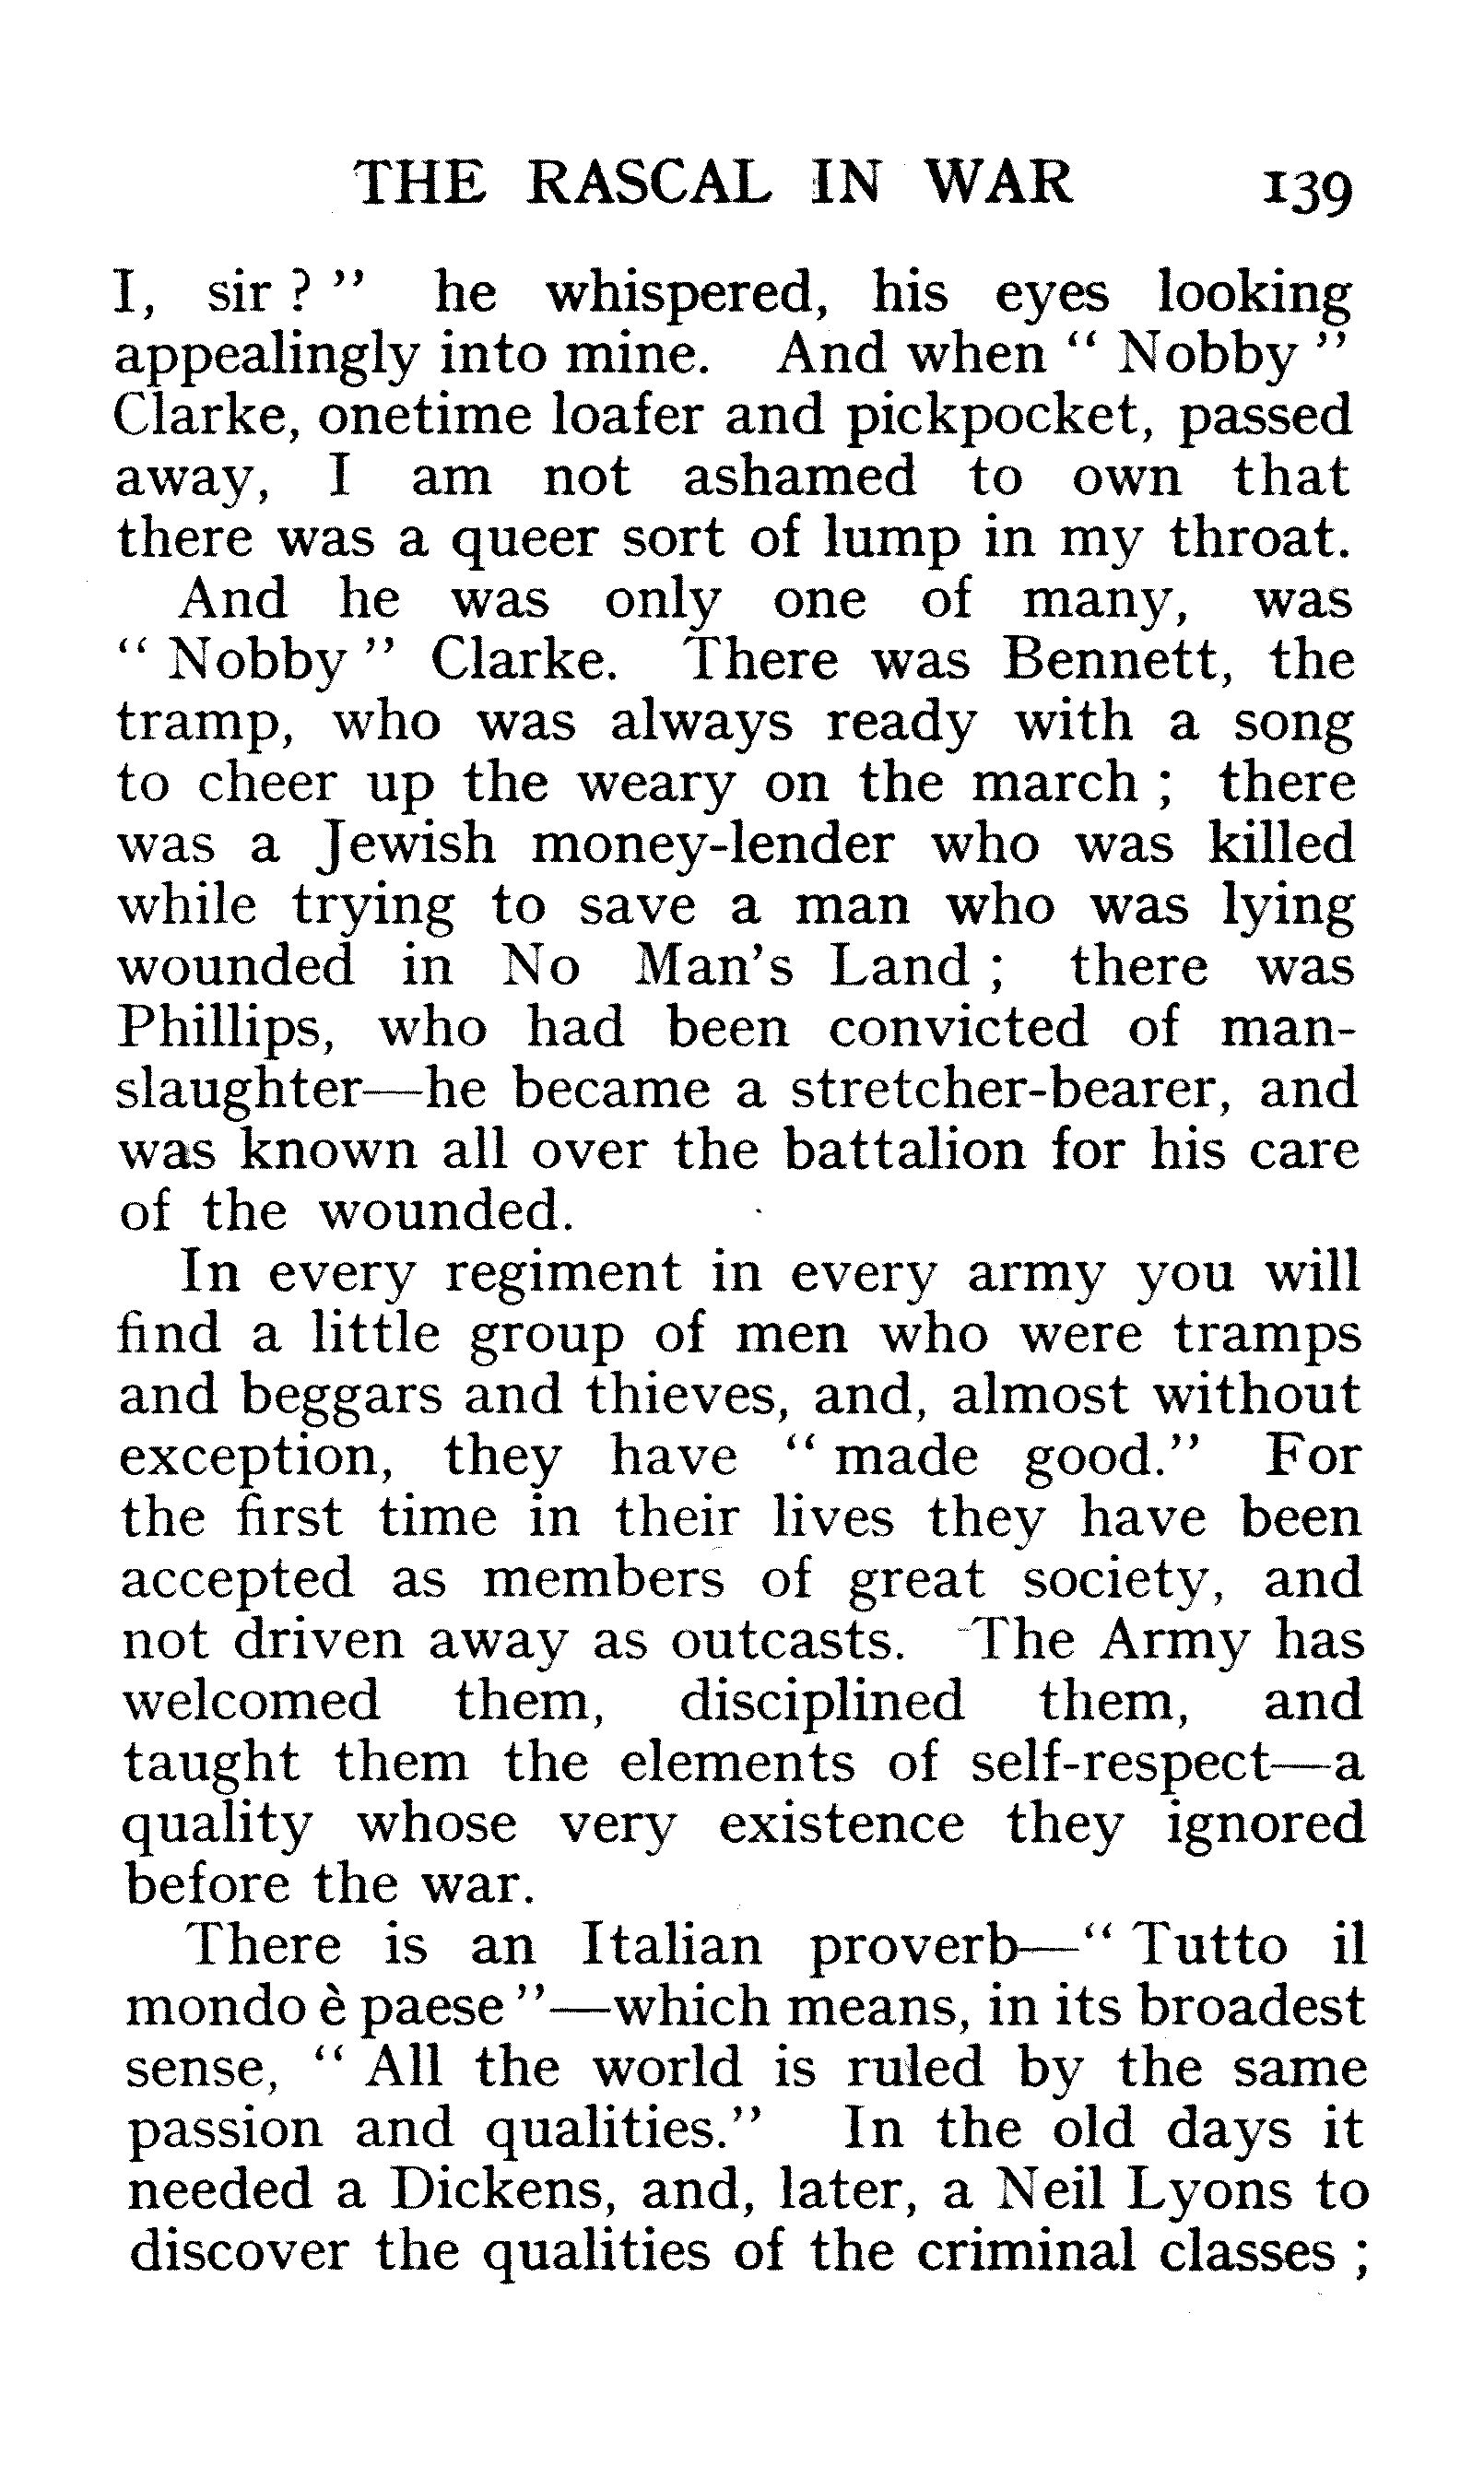 THE RASCAL IN WAR 139
I, sir ? " he whispered, his eyes looking
appealingly into mine. And when " Nobby "
Clarke, onetime loafer and pickpocket, passed
away, I am not ashamed to own that
there was a queer sort of lump in my throat.
And he was only one of many, was
" Nobby " Clarke. There was Bennett, the
tramp, who was always ready with a song
to cheer up the weary on the march ; there
was a Jewish money-lender who was killed
while trying to save a man who was lying
wounded in No Man's Land ; there was
Phillips, who had been convicted of man-
slaughter—he became a stretcher-bearer, and
was known all over the battalion for his care
of the wounded.
In every regiment in every army you will
find a little group of men who were tramps
and beggars and thieves, and, almost without
exception, they have " made good." For
the first time in their lives they have been
accepted as members of great society, and
not driven away as outcasts. The Army has
welcomed them, disciplined them, and
taught them the elements of self-respect—a
quality whose very existence they ignored
before the war.
There is an Italian proverb—" Tutto il
mondo è paese "—which means, in its broadest
sense, " All the world is ruled by the same
passion and qualities." In the old days it
needed a Dickens, and, later, a Neil Lyons to
discover the qualities of the criminal classes ;